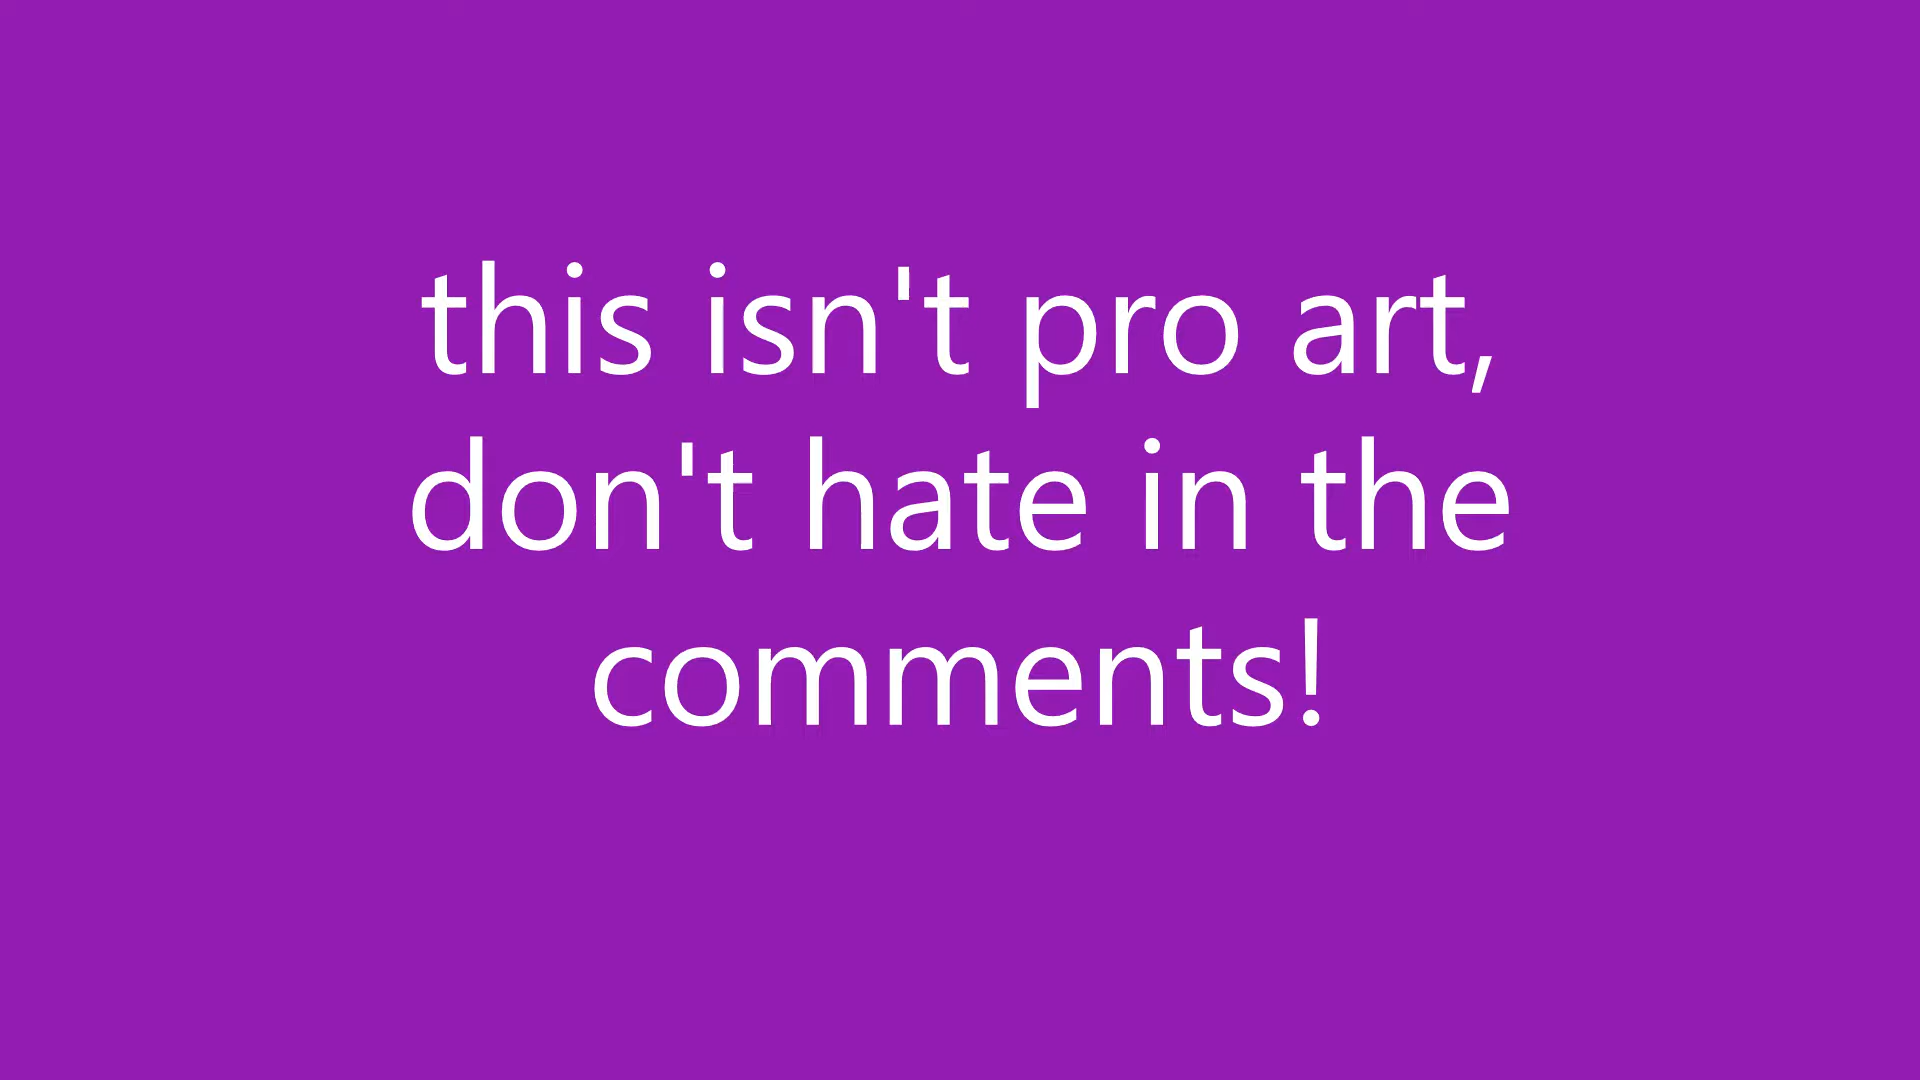 this isn't pro art,
don't hate in the
comments!